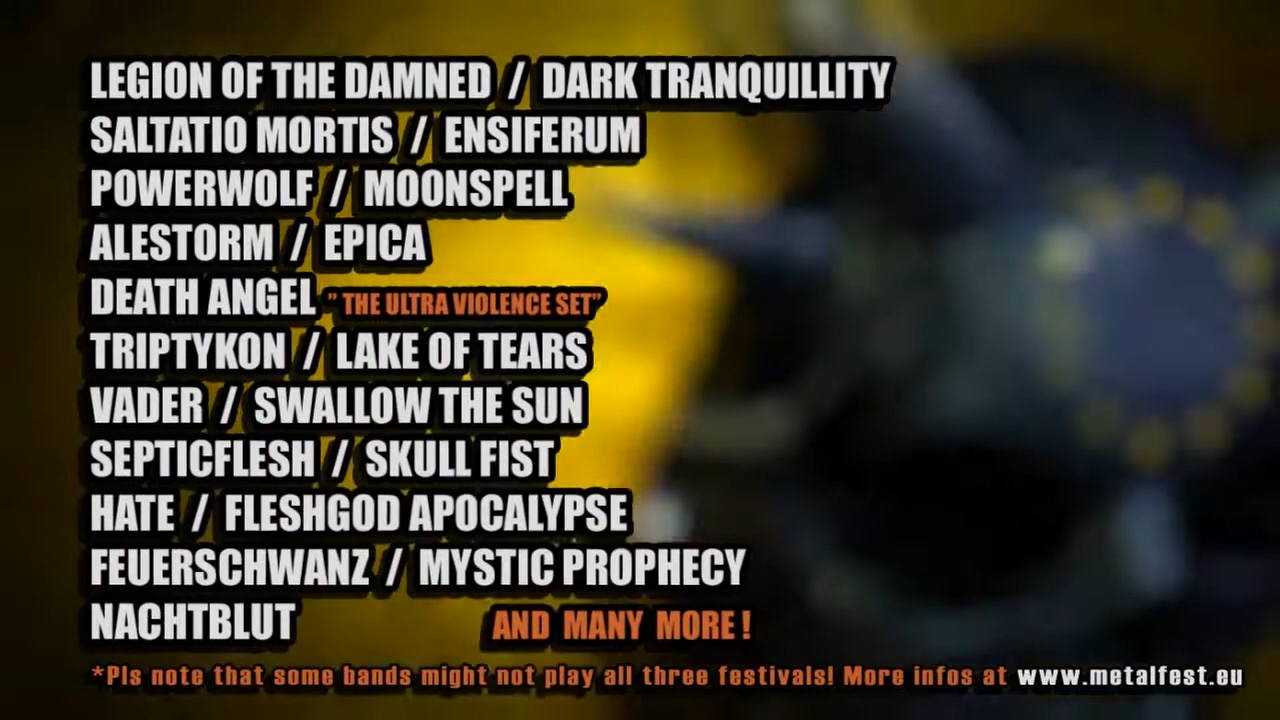 LEGION OF THE DAMNED / DARK TRANQUILLITY
SALTATIO MORTIS / ENSIFERUM
POWERWOLF / MOONSPELL
ALESTORM / EPICA
DEATH ANGEL " THE ULTRA VIOLENCE SET"
TRIPTYKON / LAKE OF TEARS
VADER / SWALLOW THE SUN
SEPTICFLESH / SKULL FIST
HATE / FLESHGOD APOCALYPSE
FEUERSCHWANZ / MYSTIC PROPHECY
NACHTBLUT AND MANY MORE!
*Pls note that some bands might not play all three festivals! More infos at www.metalfest.eu